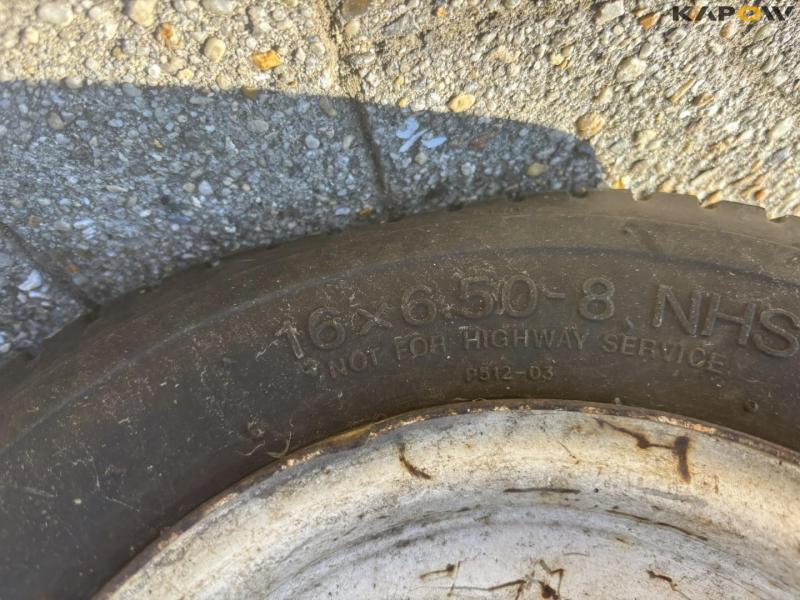 KAPOW
16x6.50-8 NHS
NOT FOR HIGHWAY SERVICE
P512-03